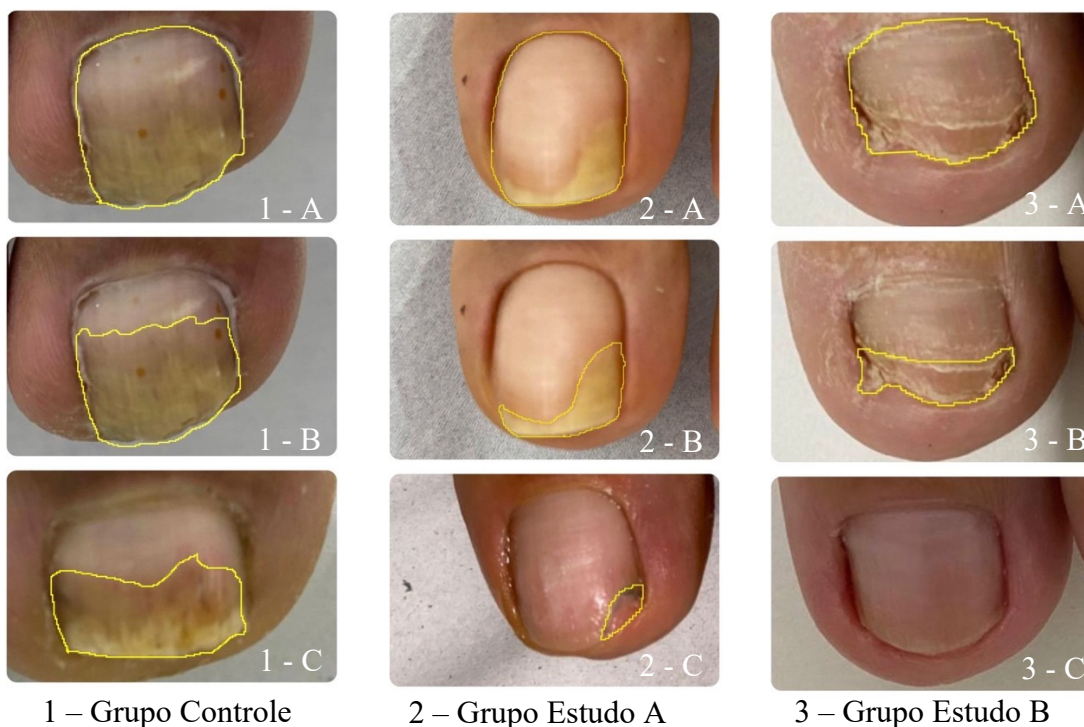 1 - A
2 - A
3 - A
1 - B
2 - B
3 - B
1 - C
2 - C
3 - C
1 – Grupo Controle
2 – Grupo Estudo A
3 – Grupo Estudo B